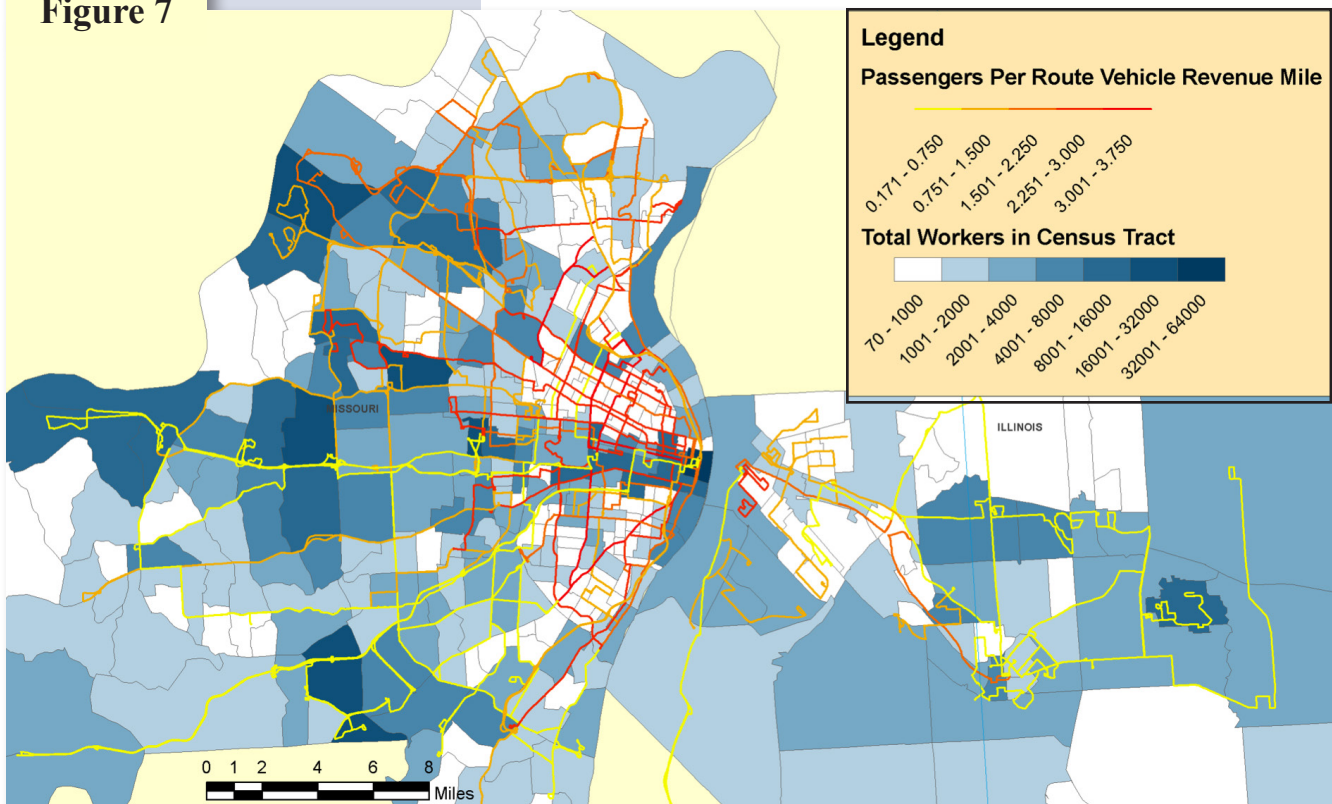 Figure 7
Legend
Passengers Per Route Vehicle Revenue Mile
0.171 - 0.750
0.751 - 1.500
1.501 - 2.250
2.251 - 3.000
3.001 - 3.750
Total Workers in Census Tract
70 - 1000
1001 - 2000
2001 - 4000
4001 - 8000
8001 - 16000
16001 - 32000
32001 - 64000
MISSOURI
ILLINOIS
0 1 2 4 6 8
Miles